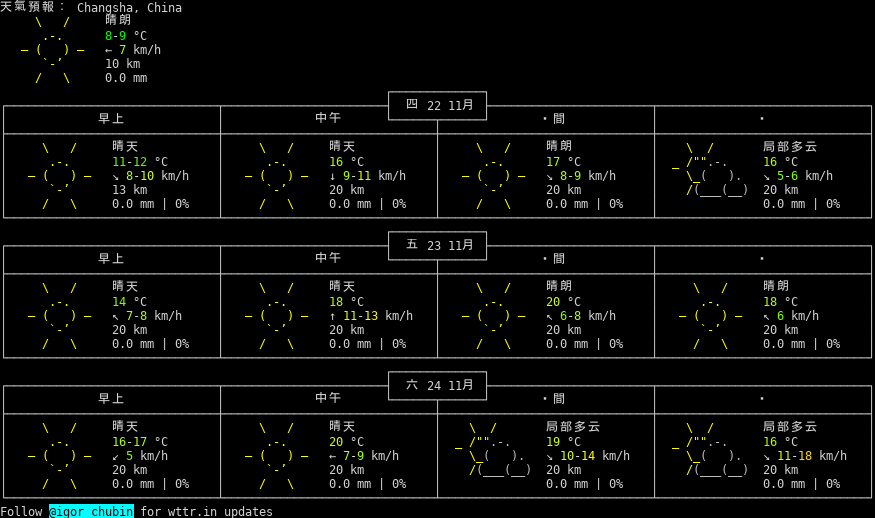 天氣預報： Changsha, China
晴朗
8-9 °C
← 7 km/h
10 km
0.0 mm
四 22 11月
早上 中午 ·間 ·
晴天 晴天 晴朗 局部多云
11-12 °C 16 °C 17 °C 16 °C
↘ 8-10 km/h ↓ 9-11 km/h ↘ 8-9 km/h ↘ 5-6 km/h
13 km 20 km 20 km 20 km
0.0 mm | 0% 0.0 mm | 0% 0.0 mm | 0% 0.0 mm | 0%
五 23 11月
早上 中午 ·間 ·
晴天 晴天 晴朗 晴朗
14 °C 18 °C 20 °C 18 °C
↖ 7-8 km/h ↑ 11-13 km/h ↖ 6-8 km/h ↖ 6 km/h
20 km 20 km 20 km 20 km
0.0 mm | 0% 0.0 mm | 0% 0.0 mm | 0% 0.0 mm | 0%
六 24 11月
早上 中午 ·間 ·
晴天 晴天 局部多云 局部多云
16-17 °C 20 °C 19 °C 16 °C
↙ 5 km/h ← 7-9 km/h ↘ 10-14 km/h ↘ 11-18 km/h
20 km 20 km 20 km 20 km
0.0 mm | 0% 0.0 mm | 0% 0.0 mm | 0% 0.0 mm | 0%
Follow @igor_chubin for wttr.in updates